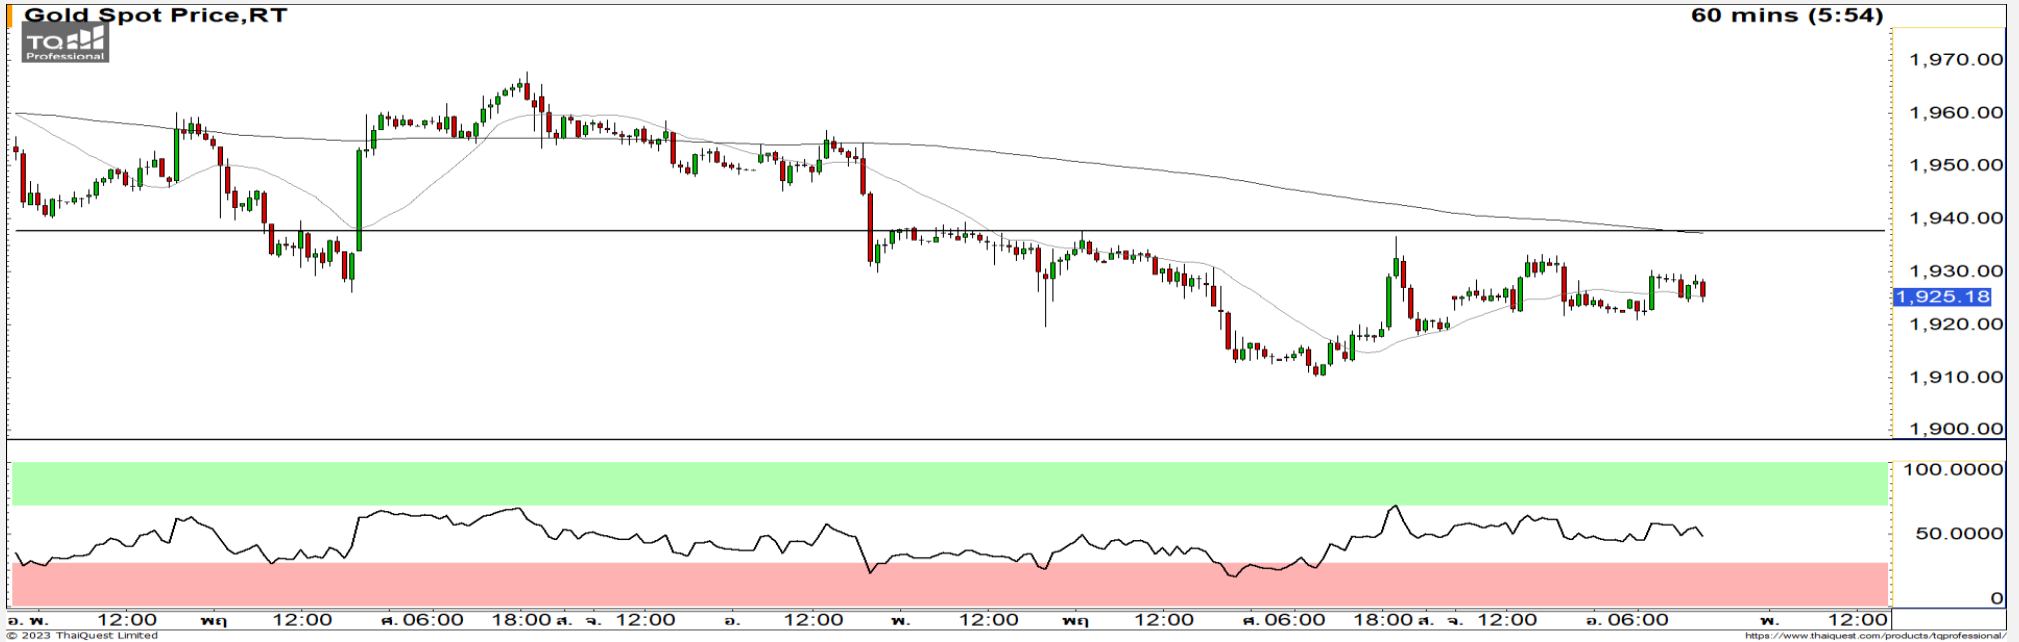 Gold Spot Price,RT 60 mins (5:54)
TQ
Professional
1,970.00
1,960.00
1,950.00
1,940.00
1,930.00
1,925.18
1,920.00
1,910.00
1,900.00
100.0000
50.0000
0
อ. พ. 12:00 พฤ 12:00 ศ. 06:00 18:00 ส. จ. 12:00 อ. 12:00 พ. 12:00 พฤ 12:00 ศ. 06:00 18:00 ส. จ. 12:00 อ. 06:00 พ. 12:00
© 2023 ThaiQuest Limited https://www.thaiquest.com/products/tqprofessional/